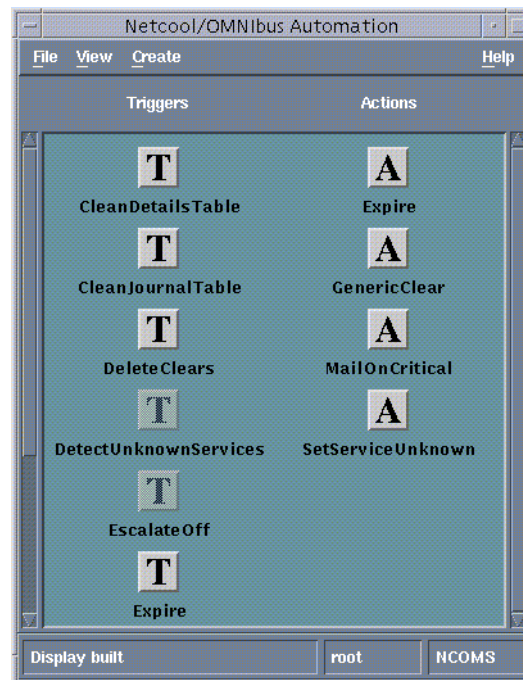 Netcool/OMNIbus Automation
File View Create Help
Triggers Actions
T A
CleanDetailsTable Expire
T A
CleanJournalTable GenericClear
T A
DeleteClears MailOnCritical
T A
DetectUnknownServices SetServiceUnknown
T
EscalateOff
T
Expire
Display built root NCOMS